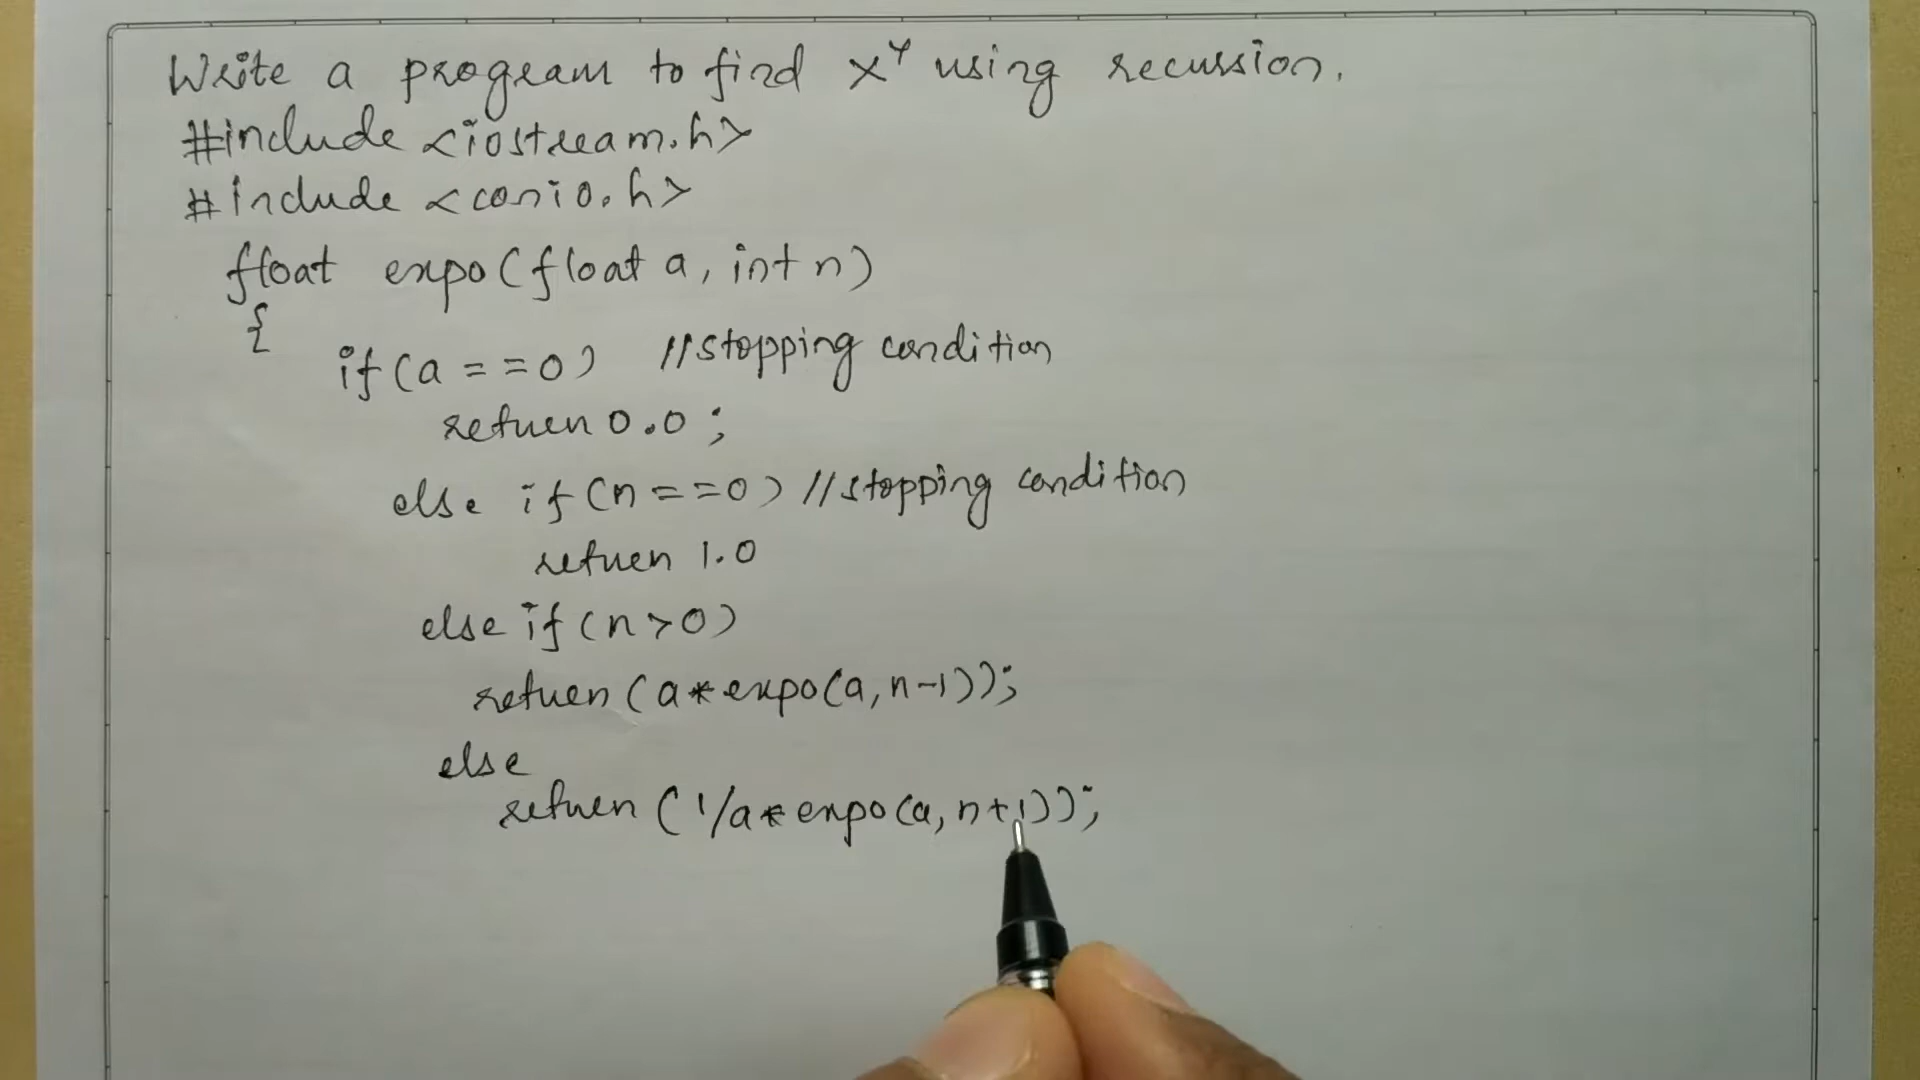 Write a program to find x^y using recussion.
#include <iostream.h>
#include <conio.h>
float expo(float a, int n)
{
if(a==0) //stopping condition
return 0.0;
else if(n==0) //stopping condition
return 1.0
else if(n>0)
return(a*expo(a,n-1));
else
return(1/a*expo(a,n+1));